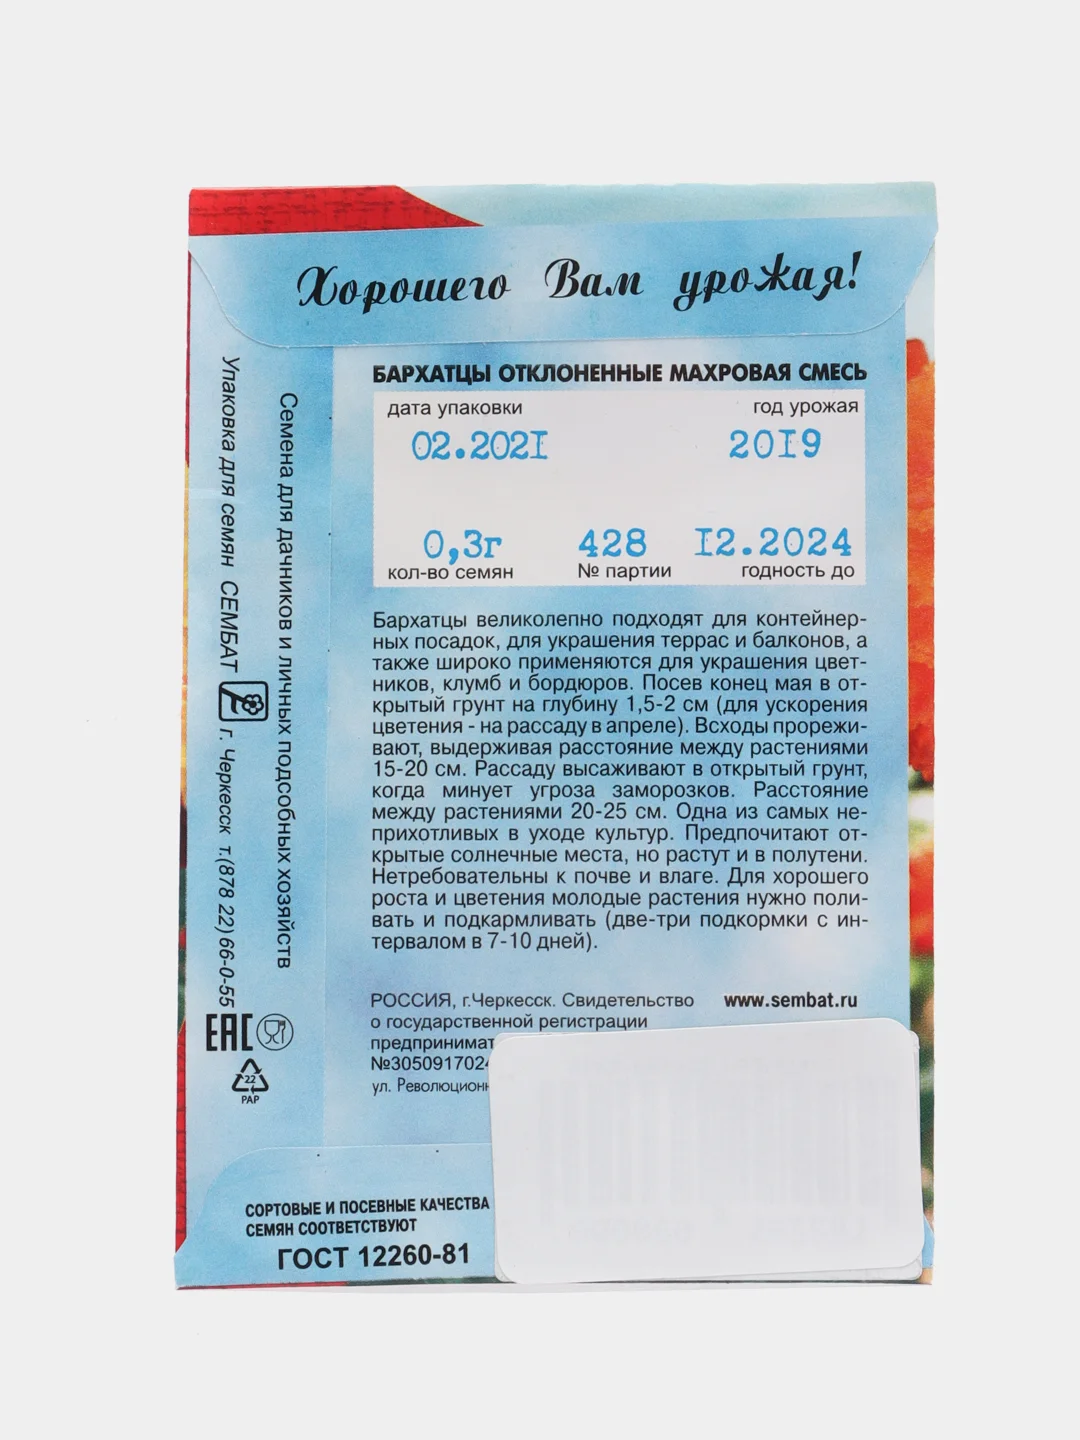 Хорошего Вам урожая!
БАРХАТЦЫ ОТКЛОНЕННЫЕ МАХРОВАЯ СМЕСЬ
дата упаковки год урожая
02.2021 2019
0,3г 428 12.2024
кол-во семян № партии годность до
Бархатцы великолепно подходят для контейнер-
ных посадок, для украшения террас и балконов, а
также широко применяются для украшения цвет-
ников, клумб и бордюров. Посев конец мая в от-
крытый грунт на глубину 1,5-2 см (для ускорения
цветения - на рассаду в апреле). Всходы прорежи-
вают, выдерживая расстояние между растениями
15-20 см. Рассаду высаживают в открытый грунт,
когда минует угроза заморозков. Расстояние
между растениями 20-25 см. Одна из самых не-
прихотливых в уходе культур. Предпочитают от-
крытые солнечные места, но растут и в полутени.
Нетребовательны к почве и влаге. Для хорошего
роста и цветения молодые растения нужно поли-
вать и подкармливать (две-три подкормки с ин-
тервалом в 7-10 дней).
РОССИЯ, г.Черкесск. Свидетельство www.sembat.ru
о государственной регистрации
предпринимат
№305091702
ул. Революцион
Семена для дачников и личных подсобных хозяйств
Упаковка для семян СЕМБАТ г. Черкесск т.(878 22) 66-0-55
EAC
22
PAP
СОРТОВЫЕ И ПОСЕВНЫЕ КАЧЕСТВА
СЕМЯН СООТВЕТСТВУЮТ
ГОСТ 12260-81